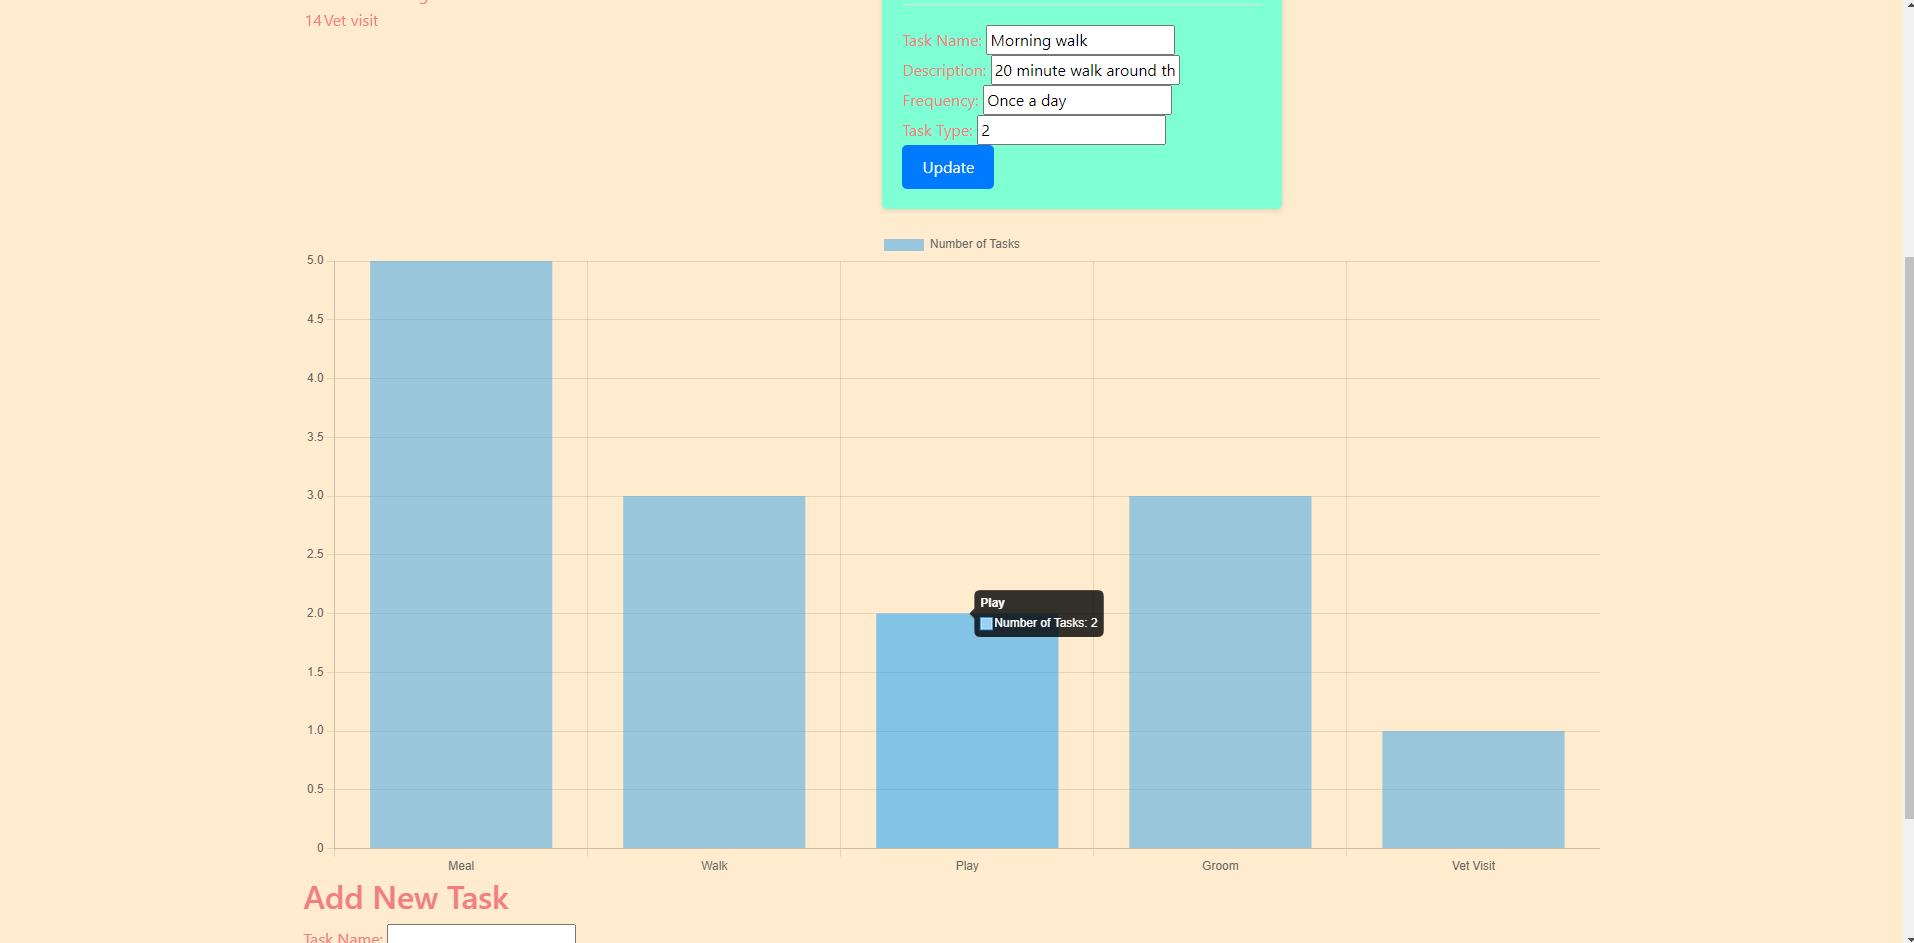 14 Vet visit
Task Name: Morning walk
Description: 20 minute walk around th
Frequency: Once a day
Task Type: 2
Update
Number of Tasks
5.0
4.5
4.0
3.5
3.0
2.5
2.0
1.5
1.0
0.5
0
Play
Number of Tasks: 2
Meal Walk Play Groom Vet Visit
Add New Task
Task Name: